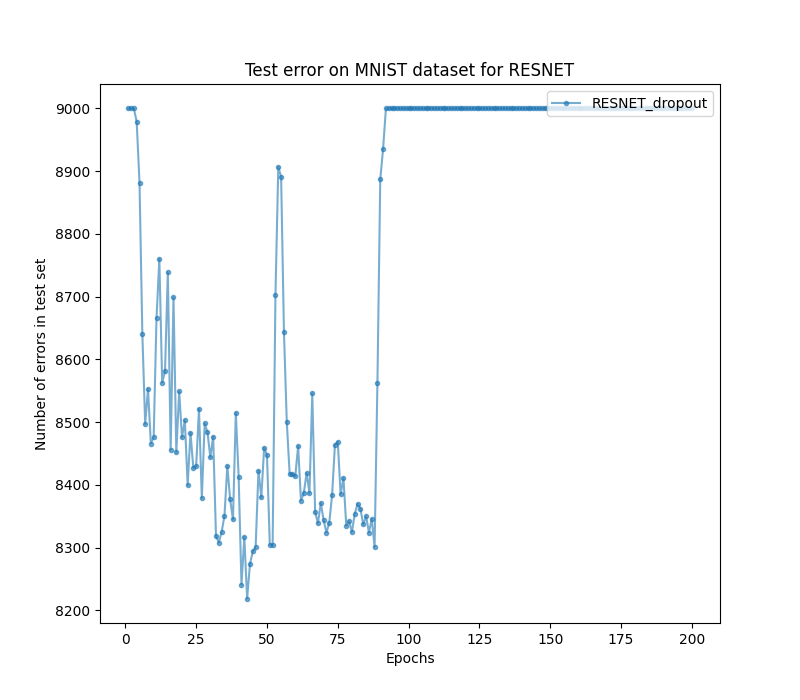 Test error on MNIST dataset for RESNET
RESNET_dropout
9000
8900
8800
8700
8600
8500
8400
8300
8200
Number of errors in test set
0 25 50 75 100 125 150 175 200
Epochs